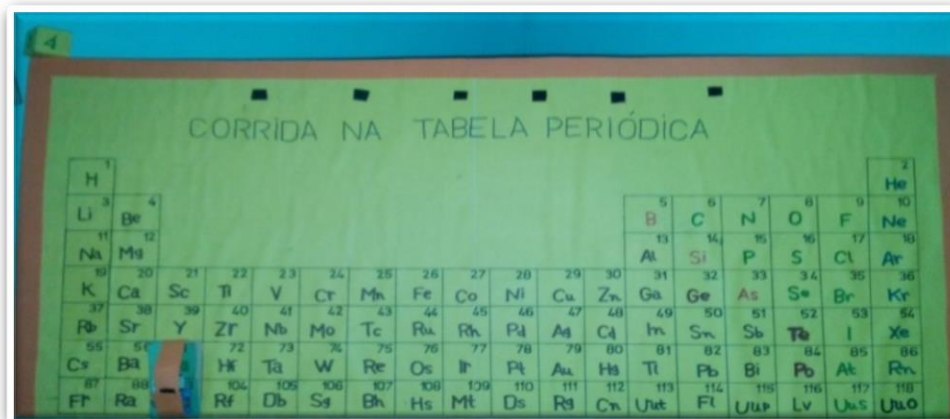 A
CORRIDA NA TABELA PERIÓDICA
1 2
H He
3 4 5 6 7 8 9 10
Li Be B C N O F Ne
11 12 13 14 15 16 17 18
Na Mg Al Si P S Cl Ar
19 20 21 22 23 24 25 26 27 28 29 30 31 32 33 34 35 36
K Ca Sc Ti V Cr Mn Fe Co Ni Cu Zn Ga Ge As Se Br Kr
37 38 39 40 41 42 43 44 45 46 47 48 49 50 51 52 53 54
Rb Sr Y Zr Nb Mo Tc Ru Rh Pd Ag Cd In Sn Sb Te I Xe
55 56 72 73 74 75 76 77 78 79 80 81 82 83 84 85 86
Cs Ba Hf Ta W Re Os Ir Pt Au Hg Tl Pb Bi Po At Rn
87 88 104 105 106 107 108 109 110 111 112 113 114 115 116 117 118
Fr Ra Rf Db Sg Bh Hs Mt Ds Rg Cn Uut Fl Uup Lv Uus Uuo